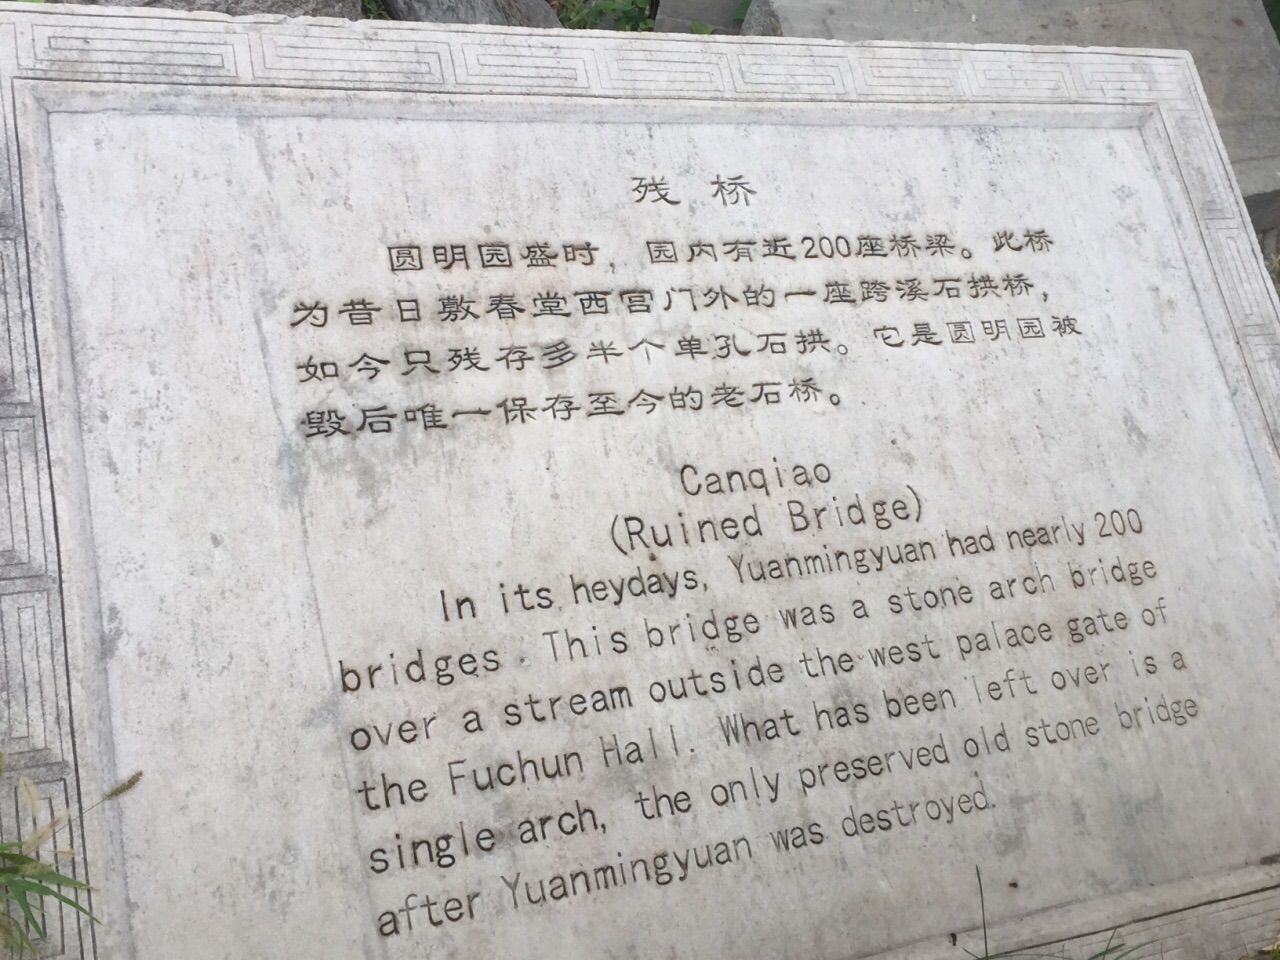 残 桥
圆明园盛时，园内有近200座桥梁。此桥
为昔日敷春堂西宫门外的一座跨溪石拱桥，
如今只残存多半个单孔石拱。它是圆明园被
毁后唯一保存至今的老石桥。
Canqiao
(Ruined Bridge)
In its heydays, Yuanmingyuan had nearly 200
bridges. This bridge was a stone arch bridge
over a stream outside the west palace gate of
the Fuchun Hall. What has been left over is a
single arch, the only preserved old stone bridge
after Yuanmingyuan was destroyed.